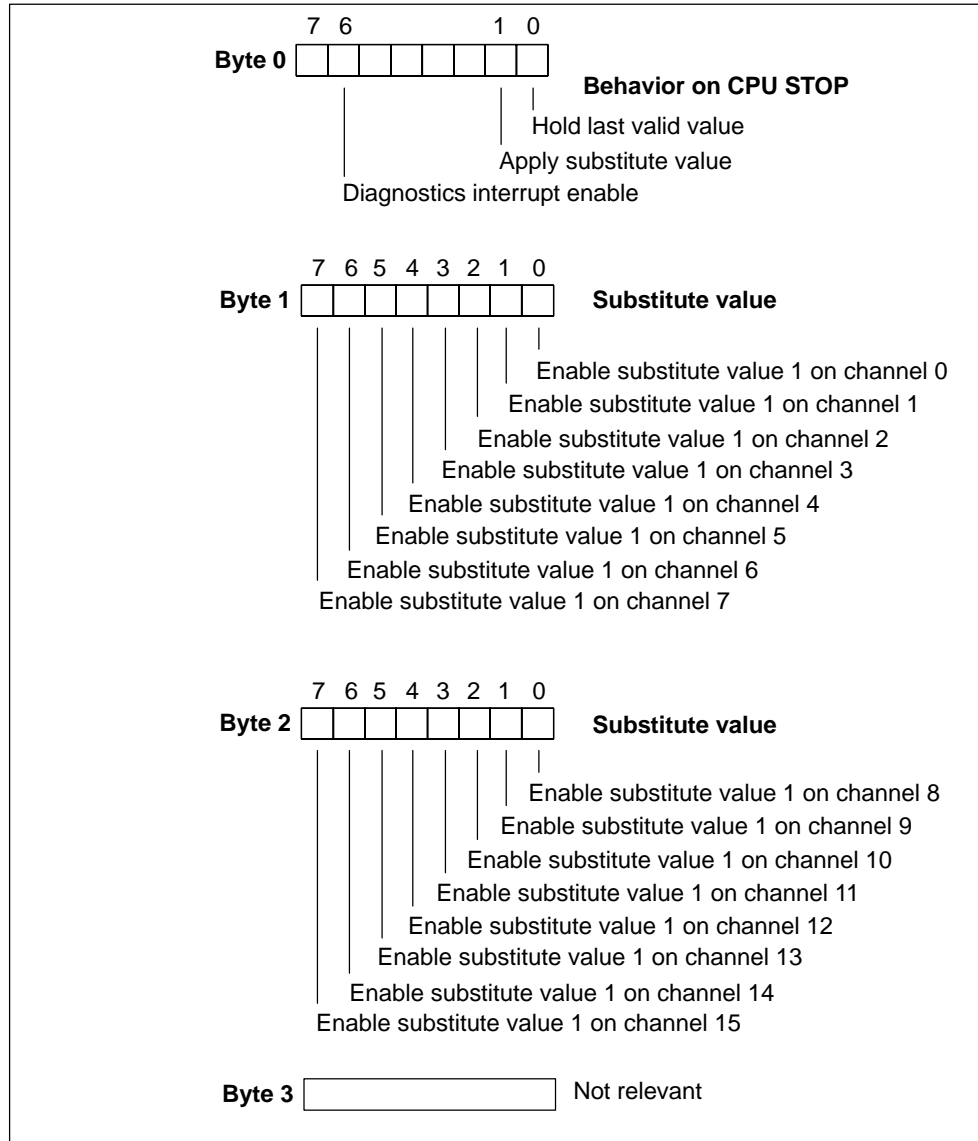 7 6 1 0
Byte 0
Behavior on CPU STOP
Hold last valid value
Apply substitute value
Diagnostics interrupt enable
7 6 5 4 3 2 1 0
Byte 1 Substitute value
Enable substitute value 1 on channel 0
Enable substitute value 1 on channel 1
Enable substitute value 1 on channel 2
Enable substitute value 1 on channel 3
Enable substitute value 1 on channel 4
Enable substitute value 1 on channel 5
Enable substitute value 1 on channel 6
Enable substitute value 1 on channel 7
7 6 5 4 3 2 1 0
Byte 2 Substitute value
Enable substitute value 1 on channel 8
Enable substitute value 1 on channel 9
Enable substitute value 1 on channel 10
Enable substitute value 1 on channel 11
Enable substitute value 1 on channel 12
Enable substitute value 1 on channel 13
Enable substitute value 1 on channel 14
Enable substitute value 1 on channel 15
Byte 3 Not relevant